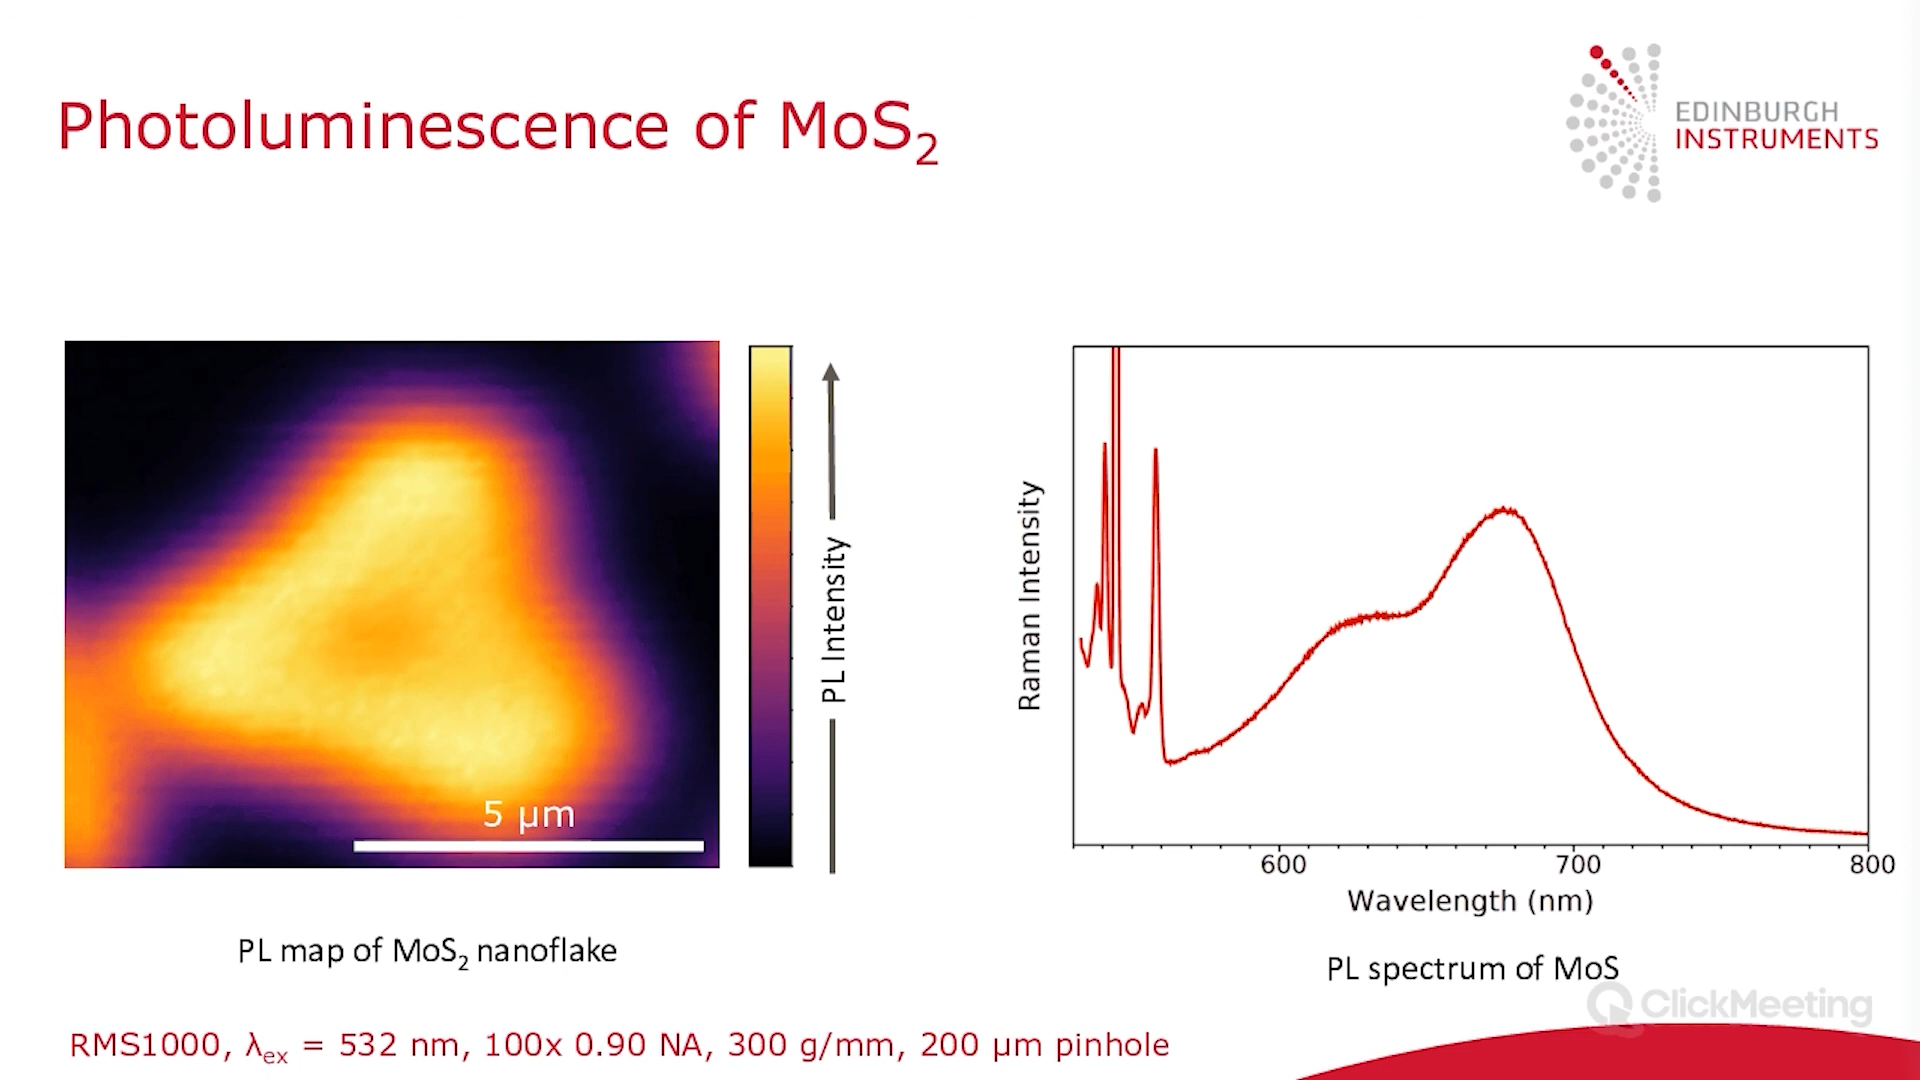 Photoluminescence of MoS₂
EDINBURGH
INSTRUMENTS
5 µm
PL Intensity
Raman Intensity
600 700 800
Wavelength (nm)
PL map of MoS₂ nanoflake
PL spectrum of MoS
ClickMeeting
RMS1000, λₑₓ = 532 nm, 100x 0.90 NA, 300 g/mm, 200 µm pinhole